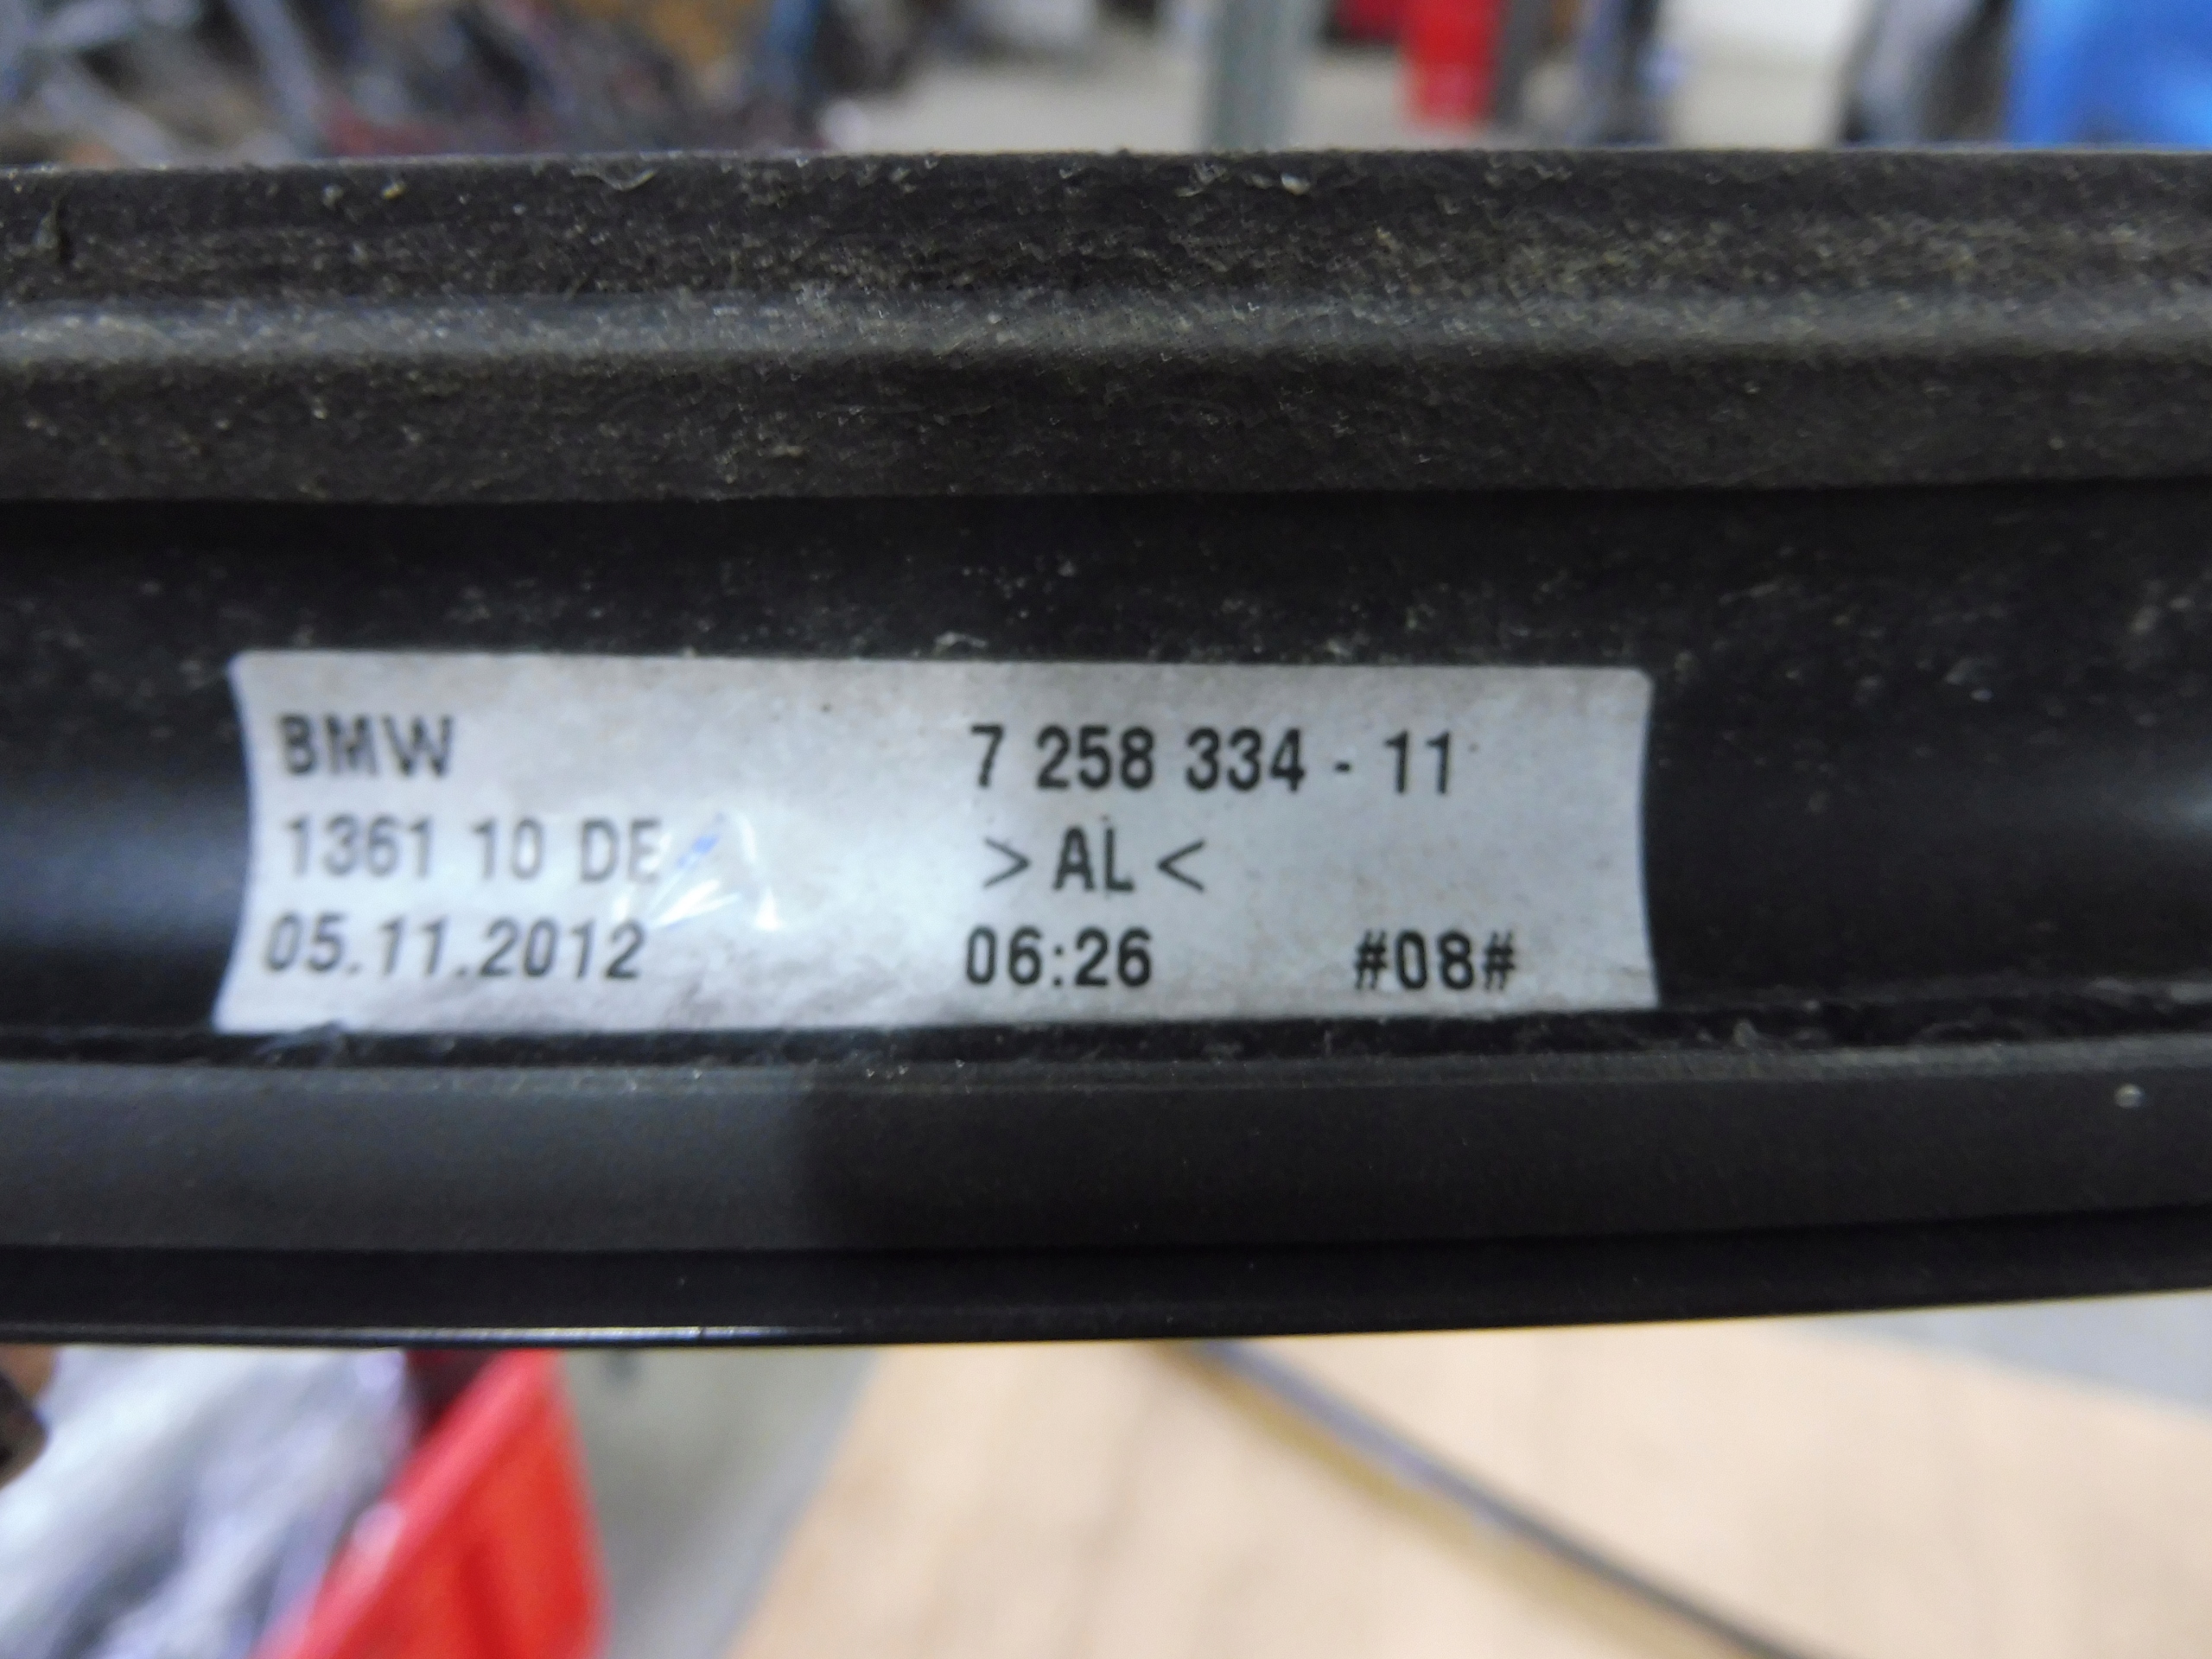 BMW 7 258 334 - 11
1361 10 DE > AL <
05.11.2012 06:26 #08#